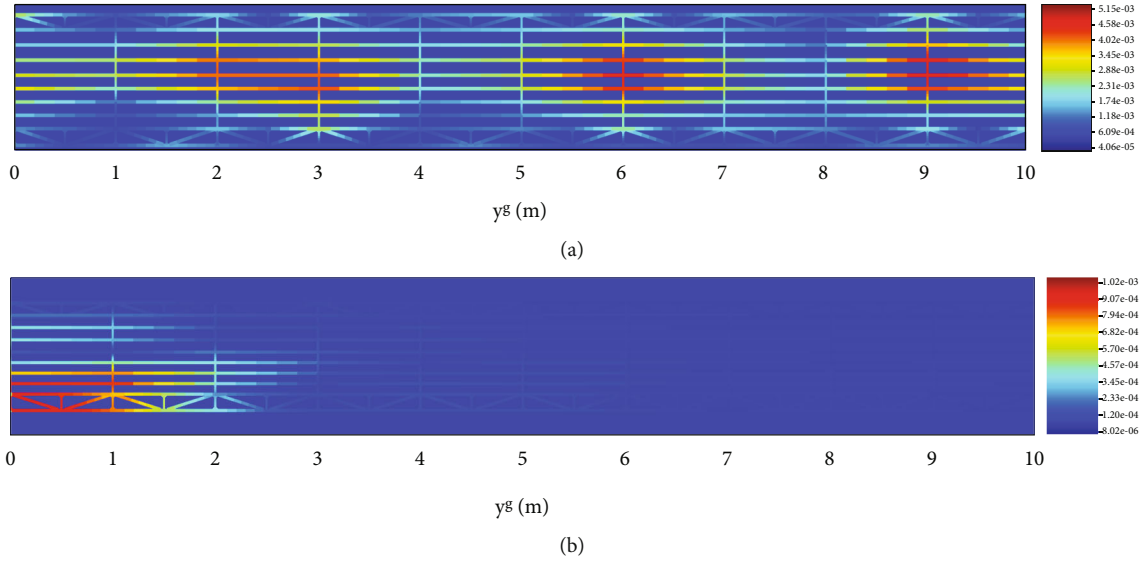 5.15e-03
4.58e-03
4.02e-03
3.45e-03
2.88e-03
2.31e-03
1.74e-03
1.18e-03
6.09e-04
4.06e-05
0 1 2 3 4 5 6 7 8 9 10
yg (m)
(a)
1.02e-03
9.07e-04
7.94e-04
6.82e-04
5.70e-04
4.57e-04
3.45e-04
2.33e-04
1.20e-04
8.02e-06
0 1 2 3 4 5 6 7 8 9 10
yg (m)
(b)